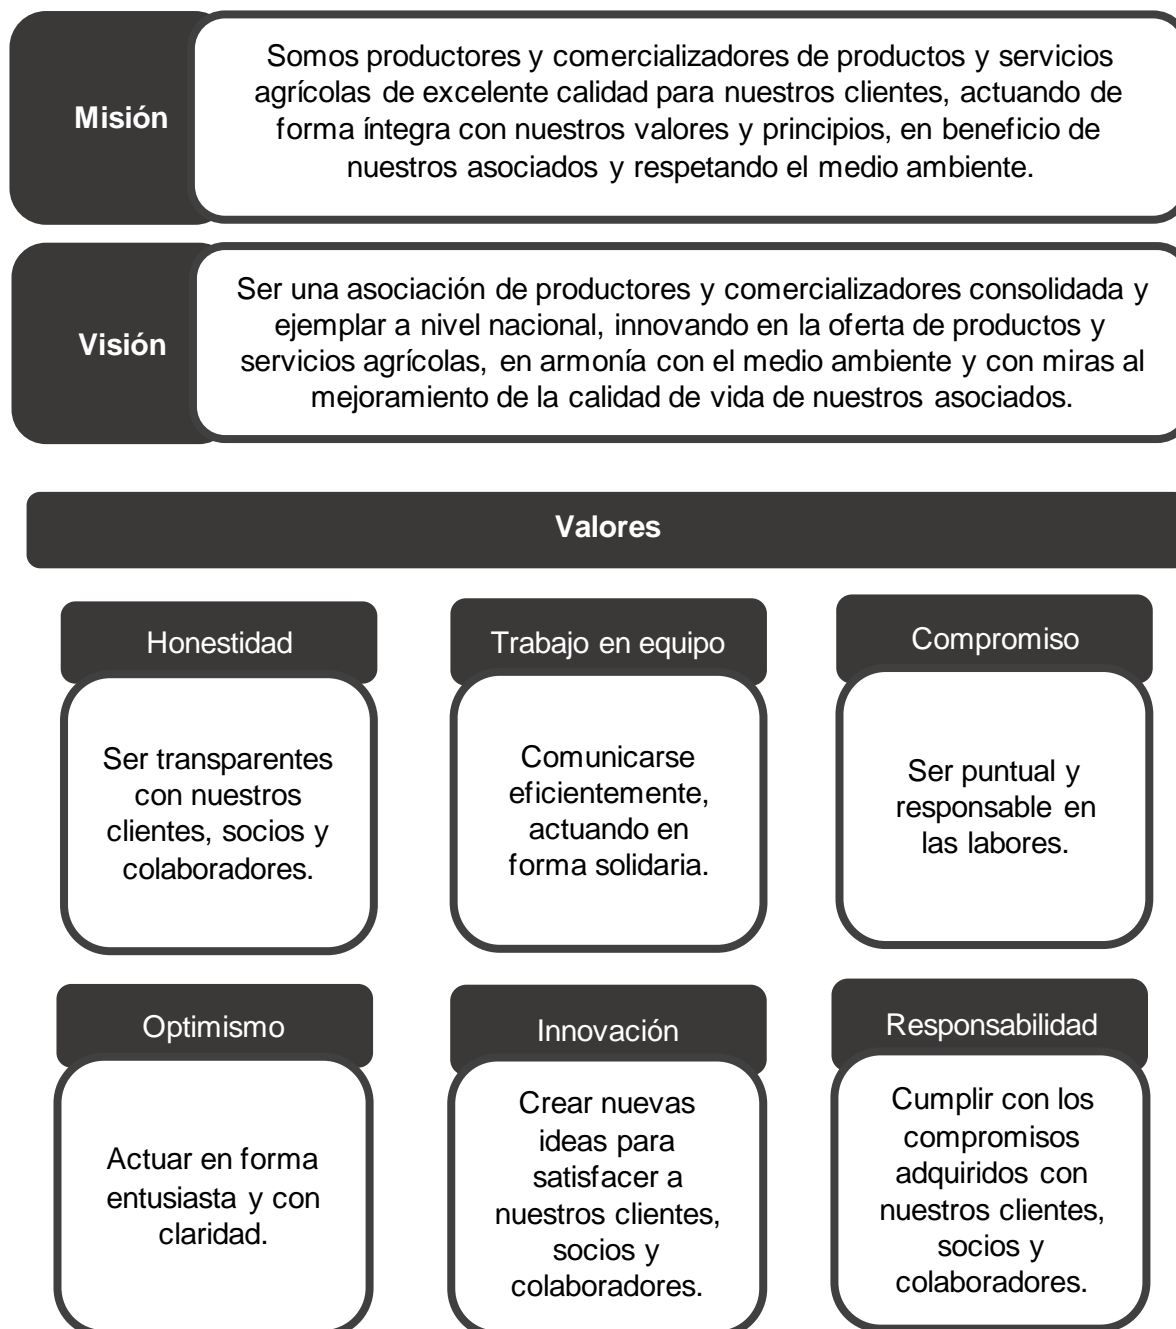 Misión
Somos productores y comercializadores de productos y servicios
agrícolas de excelente calidad para nuestros clientes, actuando de
forma íntegra con nuestros valores y principios, en beneficio de
nuestros asociados y respetando el medio ambiente.
Visión
Ser una asociación de productores y comercializadores consolidada y
ejemplar a nivel nacional, innovando en la oferta de productos y
servicios agrícolas, en armonía con el medio ambiente y con miras al
mejoramiento de la calidad de vida de nuestros asociados.
Valores
Honestidad
Ser transparentes
con nuestros
clientes, socios y
colaboradores.
Trabajo en equipo
Comunicarse
eficientemente,
actuando en
forma solidaria.
Compromiso
Ser puntual y
responsable en
las labores.
Optimismo
Actuar en forma
entusiasta y con
claridad.
Innovación
Crear nuevas
ideas para
satisfacer a
nuestros clientes,
socios y
colaboradores.
Responsabilidad
Cumplir con los
compromisos
adquiridos con
nuestros clientes,
socios y
colaboradores.